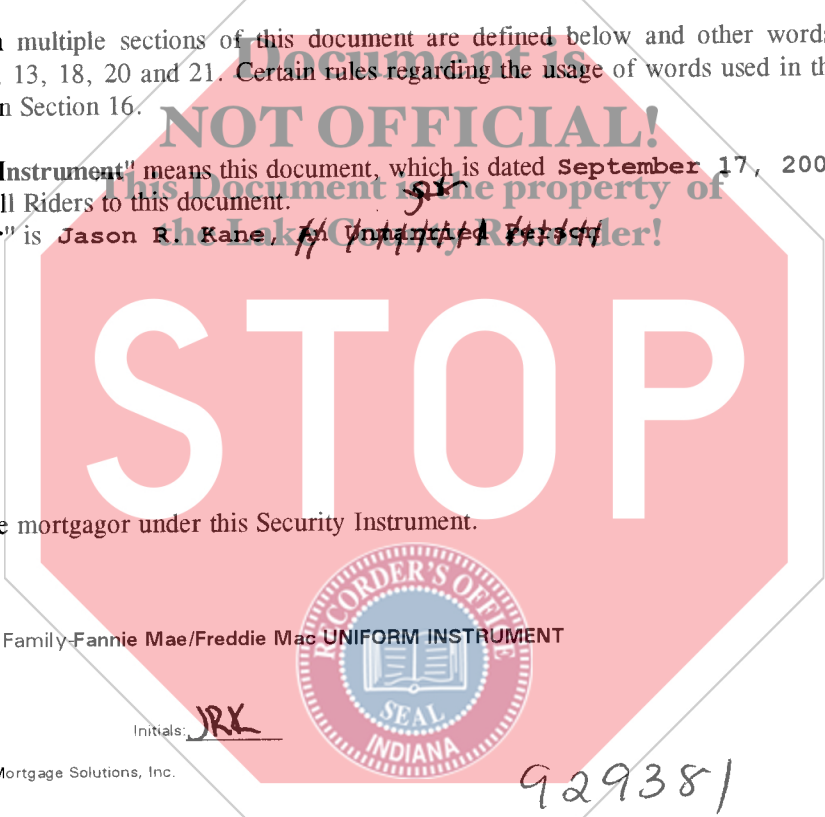 multiple sections of this document are defined below and other words
13, 18, 20 and 21. Certain rules regarding the usage of words used in
n Section 16.
Document is
NOT OFFICIAL!
This Document is the property of
the Lake County Recorder!
Instrument" means this document, which is dated September 17, 200
ll Riders to this document.
" is Jason R. Kane, An Unmarried Person
STOP
e mortgagor under this Security Instrument.
RECORDER'S OFFICE
SEAL
INDIANA
Family-Fannie Mae/Freddie Mac UNIFORM INSTRUMENT
Initials: JRK
Mortgage Solutions, Inc.
929381